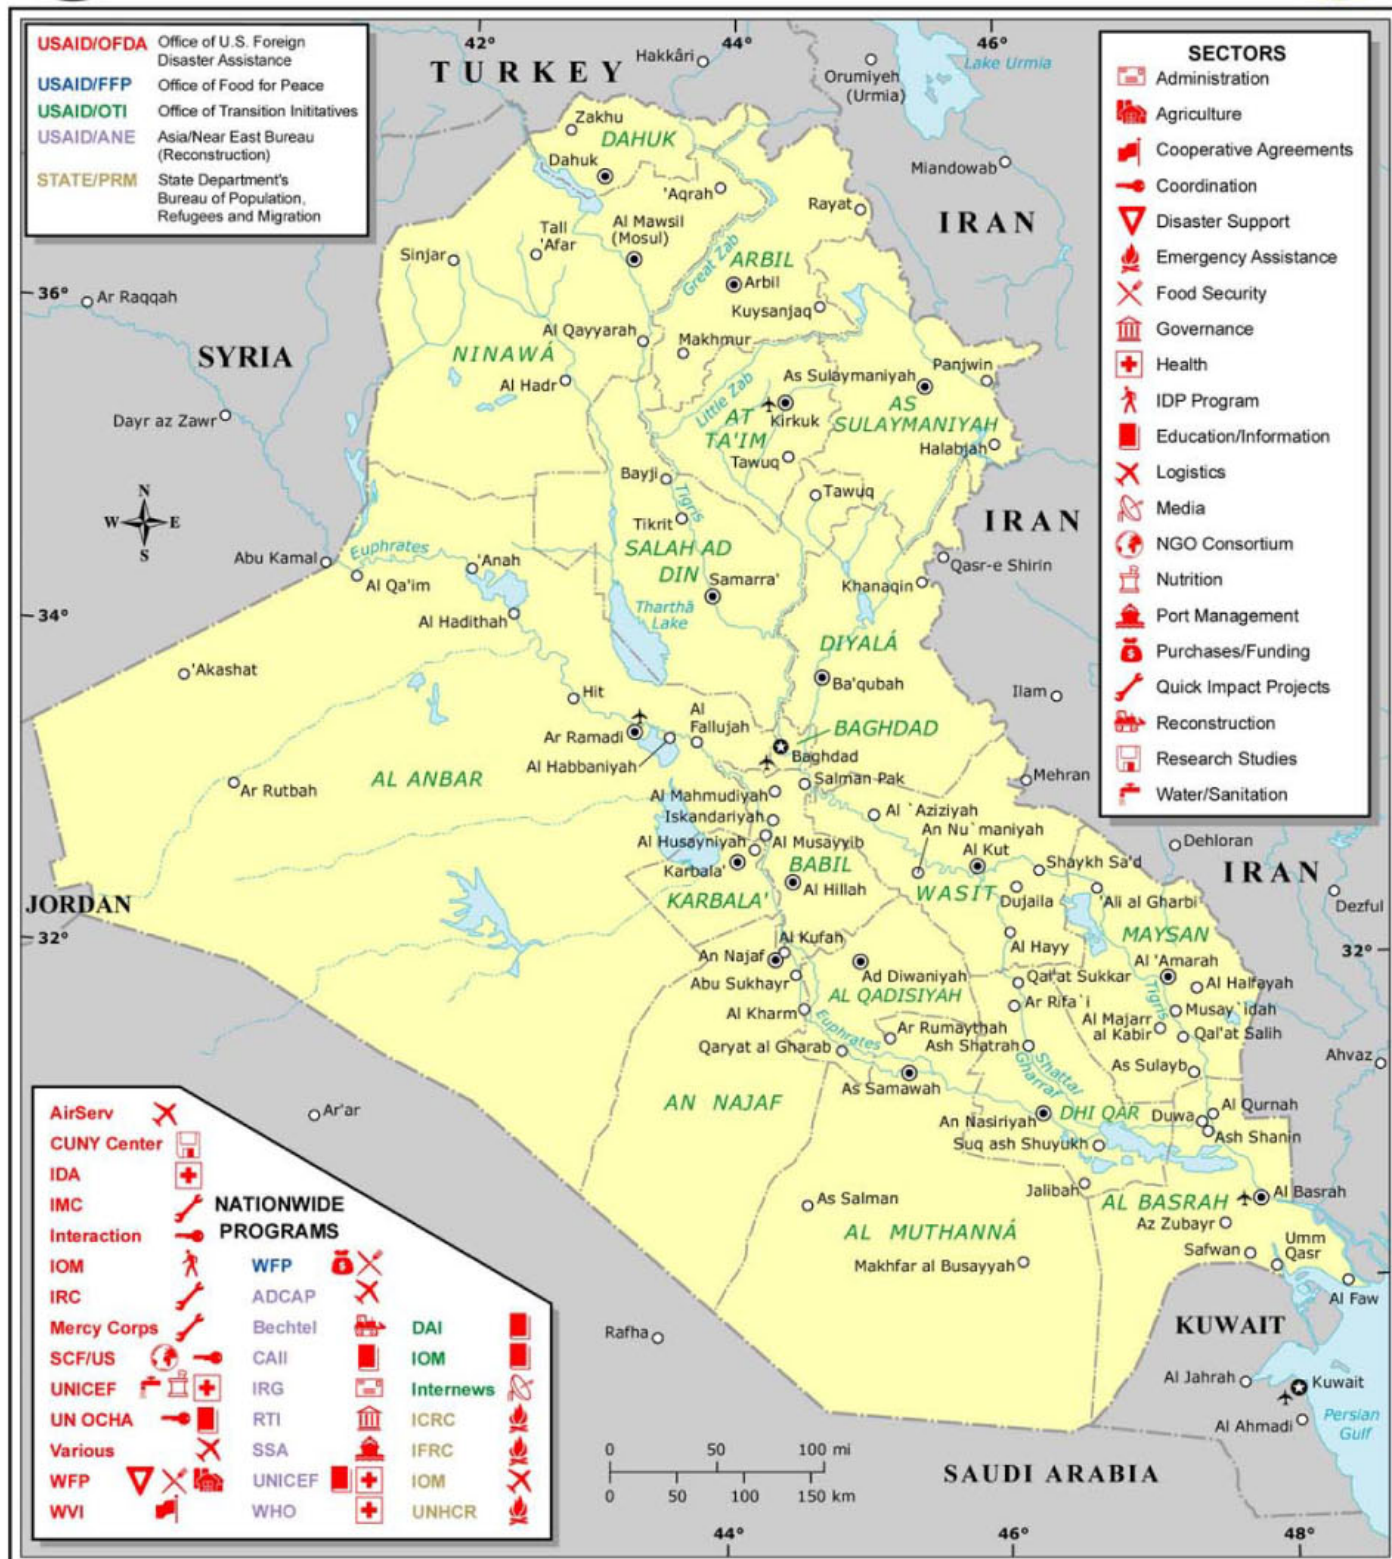 42°
44°
46°
USAID/OFDA Office of U.S. Foreign
Disaster Assistance
USAID/FFP Office of Food for Peace
USAID/OTI Office of Transition Inititatives
USAID/ANE Asia/Near East Bureau
(Reconstruction)
STATE/PRM State Department's
Bureau of Population,
Refugees and Migration
SECTORS
Administration
Agriculture
Cooperative Agreements
Coordination
Disaster Support
Emergency Assistance
Food Security
Governance
Health
IDP Program
Education/Information
Logistics
Media
NGO Consortium
Nutrition
Port Management
Purchases/Funding
Quick Impact Projects
Reconstruction
Research Studies
Water/Sanitation
TURKEY
Hakkâri
Orumiyeh
(Urmia)
Lake Urmia
Zakhu
DAHUK
Dahuk
'Aqrah
Miandowab
Rayat
IRAN
Al Mawsil
(Mosul)
Tall
'Afar
Sinjar
Great Zab
ARBIL
Arbil
36°
Ar Raqqah
Kuysanjaq
Al Qayyarah
Makhmur
SYRIA
NINAWÁ
Al Hadr
Panjwin
As Sulaymaniyah
Little Zab
AT
TA'IM
Kirkuk
AS
SULAYMANIYAH
Dayr az Zawr
Halabjah
Tawuq
Bayji
Tigris
Tawuq
N
W E
S
Tikrit
IRAN
SALAH AD
DIN
Abu Kamal
Euphrates
'Anah
Al Qa'im
Qasr-e Shirin
Khanaqin
Samarra'
Tharthā
Lake
34°
Al Hadithah
DIYALÁ
'Akashat
Ba'qubah
Hit
Ilam
Al
Fallujah
Ar Ramadi
BAGHDAD
Baghdad
Al Habbaniyah
AL ANBAR
Ar Rutbah
Salman Pak
Mehran
Al Mahmudiyah
Iskandariyah
Al `Aziziyah
An Nu`maniyah
Al Husayniyah
Al Musayyib
Al Kut
Dehloran
Karbala'
BABIL
Shaykh Sa'd
IRAN
Al Hillah
WASIT
KARBALA'
Dujaila
'Ali al Gharbi
Dezful
JORDAN
32°
32°
Al Kufah
Al Hayy
MAYSAN
An Najaf
Ad Diwaniyah
Al 'Amarah
Abu Sukhayr
Qal'at Sukkar
Al Halfayah
AL QADISIYAH
Ar Rifa`i
Tigris
Al Kharm
Musay`idah
Al Majarr
al Kabir
Euphrates
Ar Rumaythah
Qal'at Salih
Qaryat al Gharab
Ash Shatrah
Shattal
Gharraf
As Sulayb
Ahvaz
As Samawah
AN NAJAF
An Nasiriyah
DHI QAR
Duwa
Al Qurnah
Ar'ar
Suq ash Shuyukh
Ash Shanin
Jalibah
As Salman
AL BASRAH
Al Basrah
Az Zubayr
AL MUTHANNÁ
Safwan
Umm
Qasr
Makhfar al Busayyah
Al Faw
Rafha
KUWAIT
Al Jahrah
Kuwait
Al Ahmadi
Persian
Gulf
SAUDI ARABIA
0 50 100 mi
0 50 100 150 km
NATIONWIDE
PROGRAMS
AirServ
CUNY Center
IDA
IMC
Interaction
IOM
IRC
Mercy Corps
SCF/US
UNICEF
UN OCHA
Various
WFP
WVI
WFP
ADCAP
Bechtel
CAII
IRG
RTI
SSA
UNICEF
WHO
DAI
IOM
Internews
ICRC
IFRC
IOM
UNHCR
44°
46°
48°